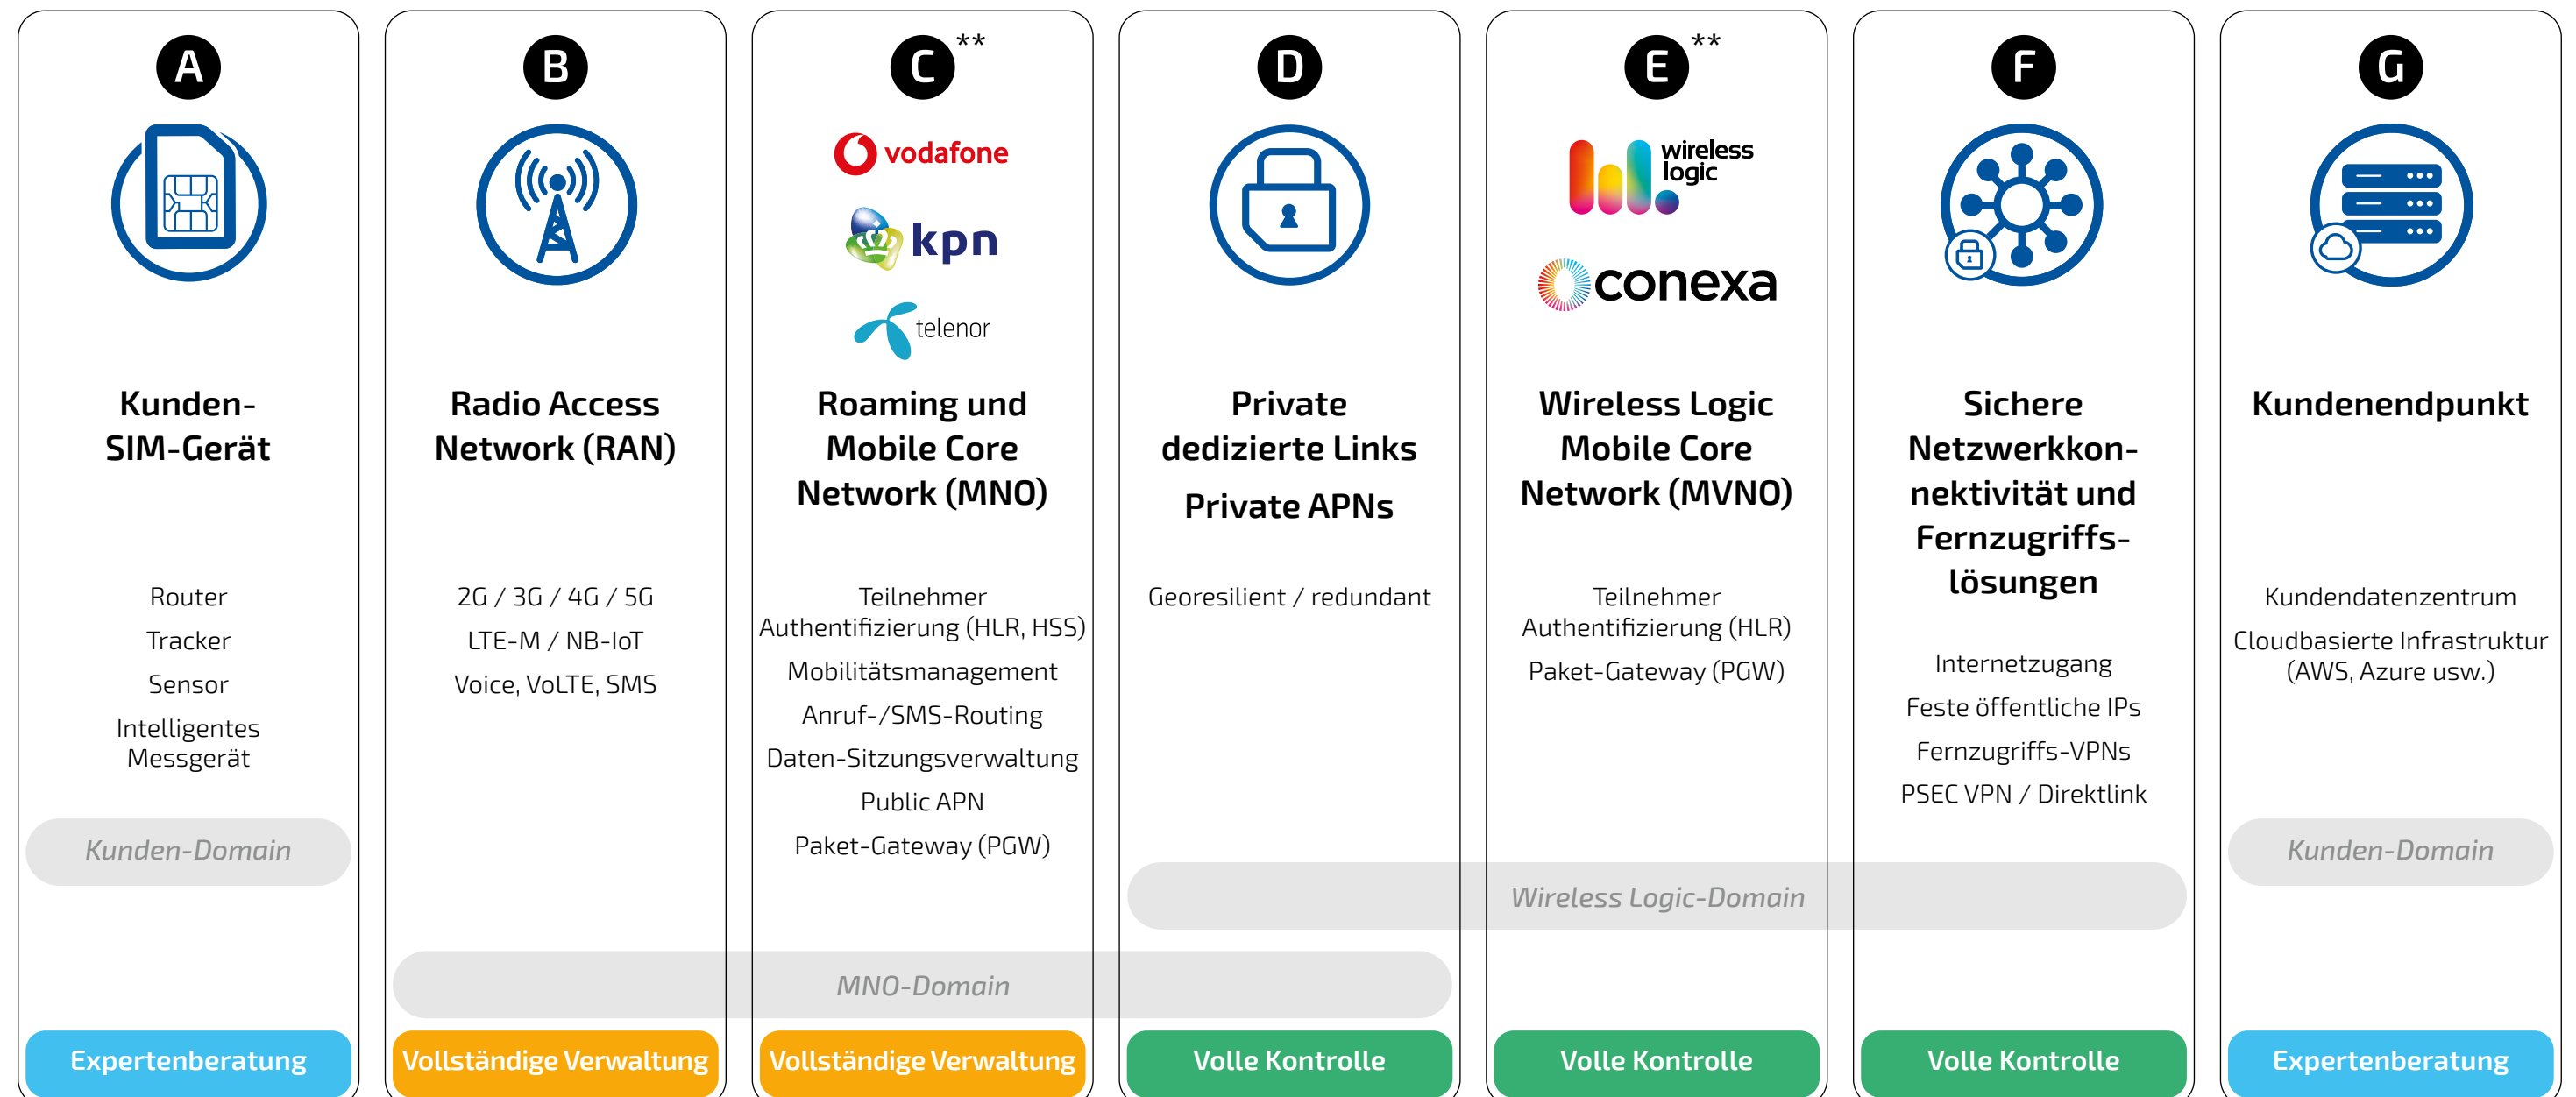 A
Kunden-
SIM-Gerät
Router
Tracker
Sensor
Intelligentes
Messgerät
Kunden-Domain
Expertenberatung
B
Radio Access
Network (RAN)
2G / 3G / 4G / 5G
LTE-M / NB-IoT
Voice, VoLTE, SMS
Vollständige Verwaltung
C**
vodafone
kpn
telenor
Roaming und
Mobile Core
Network (MNO)
Teilnehmer
Authentifizierung (HLR, HSS)
Mobilitätsmanagement
Anruf-/SMS-Routing
Daten-Sitzungsverwaltung
Public APN
Paket-Gateway (PGW)
MNO-Domain
Vollständige Verwaltung
D
Private
dedizierte Links
Private APNs
Georesilient / redundant
Volle Kontrolle
E**
wireless
logic
conexa
Wireless Logic
Mobile Core
Network (MVNO)
Teilnehmer
Authentifizierung (HLR)
Paket-Gateway (PGW)
Wireless Logic-Domain
Volle Kontrolle
F
Sichere
Netzwerkkon-
nektivität und
Fernzugriffs-
lösungen
Internetzugang
Feste öffentliche IPs
Fernzugriffs-VPNs
PSEC VPN / Direktlink
Volle Kontrolle
G
Kundenendpunkt
Kundendatenzentrum
Cloudbasierte Infrastruktur
(AWS, Azure usw.)
Kunden-Domain
Expertenberatung